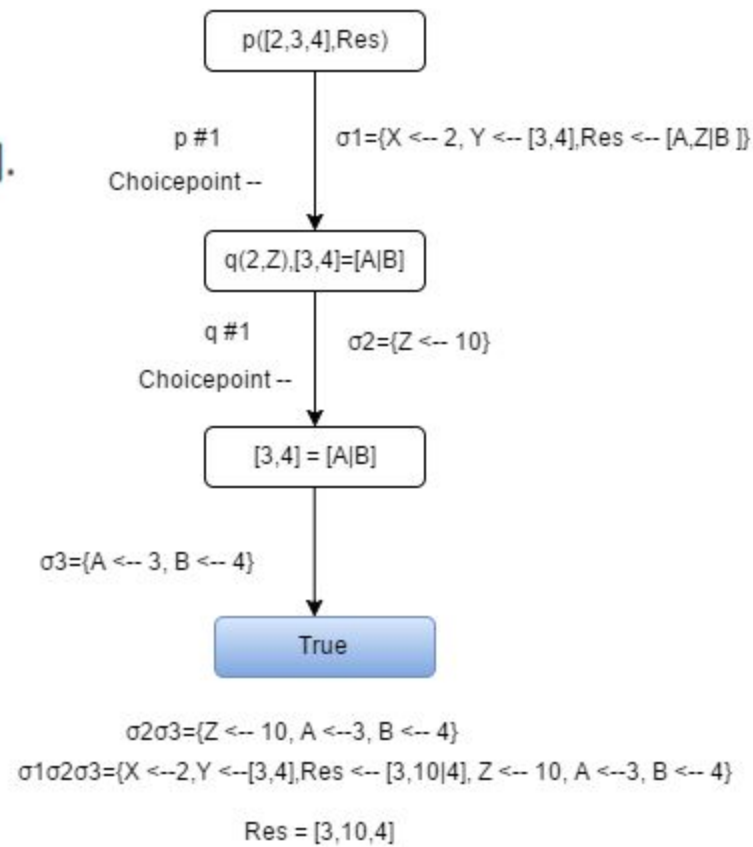 p([2,3,4],Res)
p #1
σ1={X <-- 2, Y <-- [3,4],Res <-- [A,Z|B ]}
Choicepoint --
q(2,Z),[3,4]=[A|B]
q #1
σ2={Z <-- 10}
Choicepoint --
[3,4] = [A|B]
σ3={A <-- 3, B <-- 4}
True
σ2σ3={Z <-- 10, A <--3, B <-- 4}
σ1σ2σ3={X <--2,Y <--[3,4],Res <-- [3,10|4], Z <-- 10, A <--3, B <-- 4}
Res = [3,10,4]